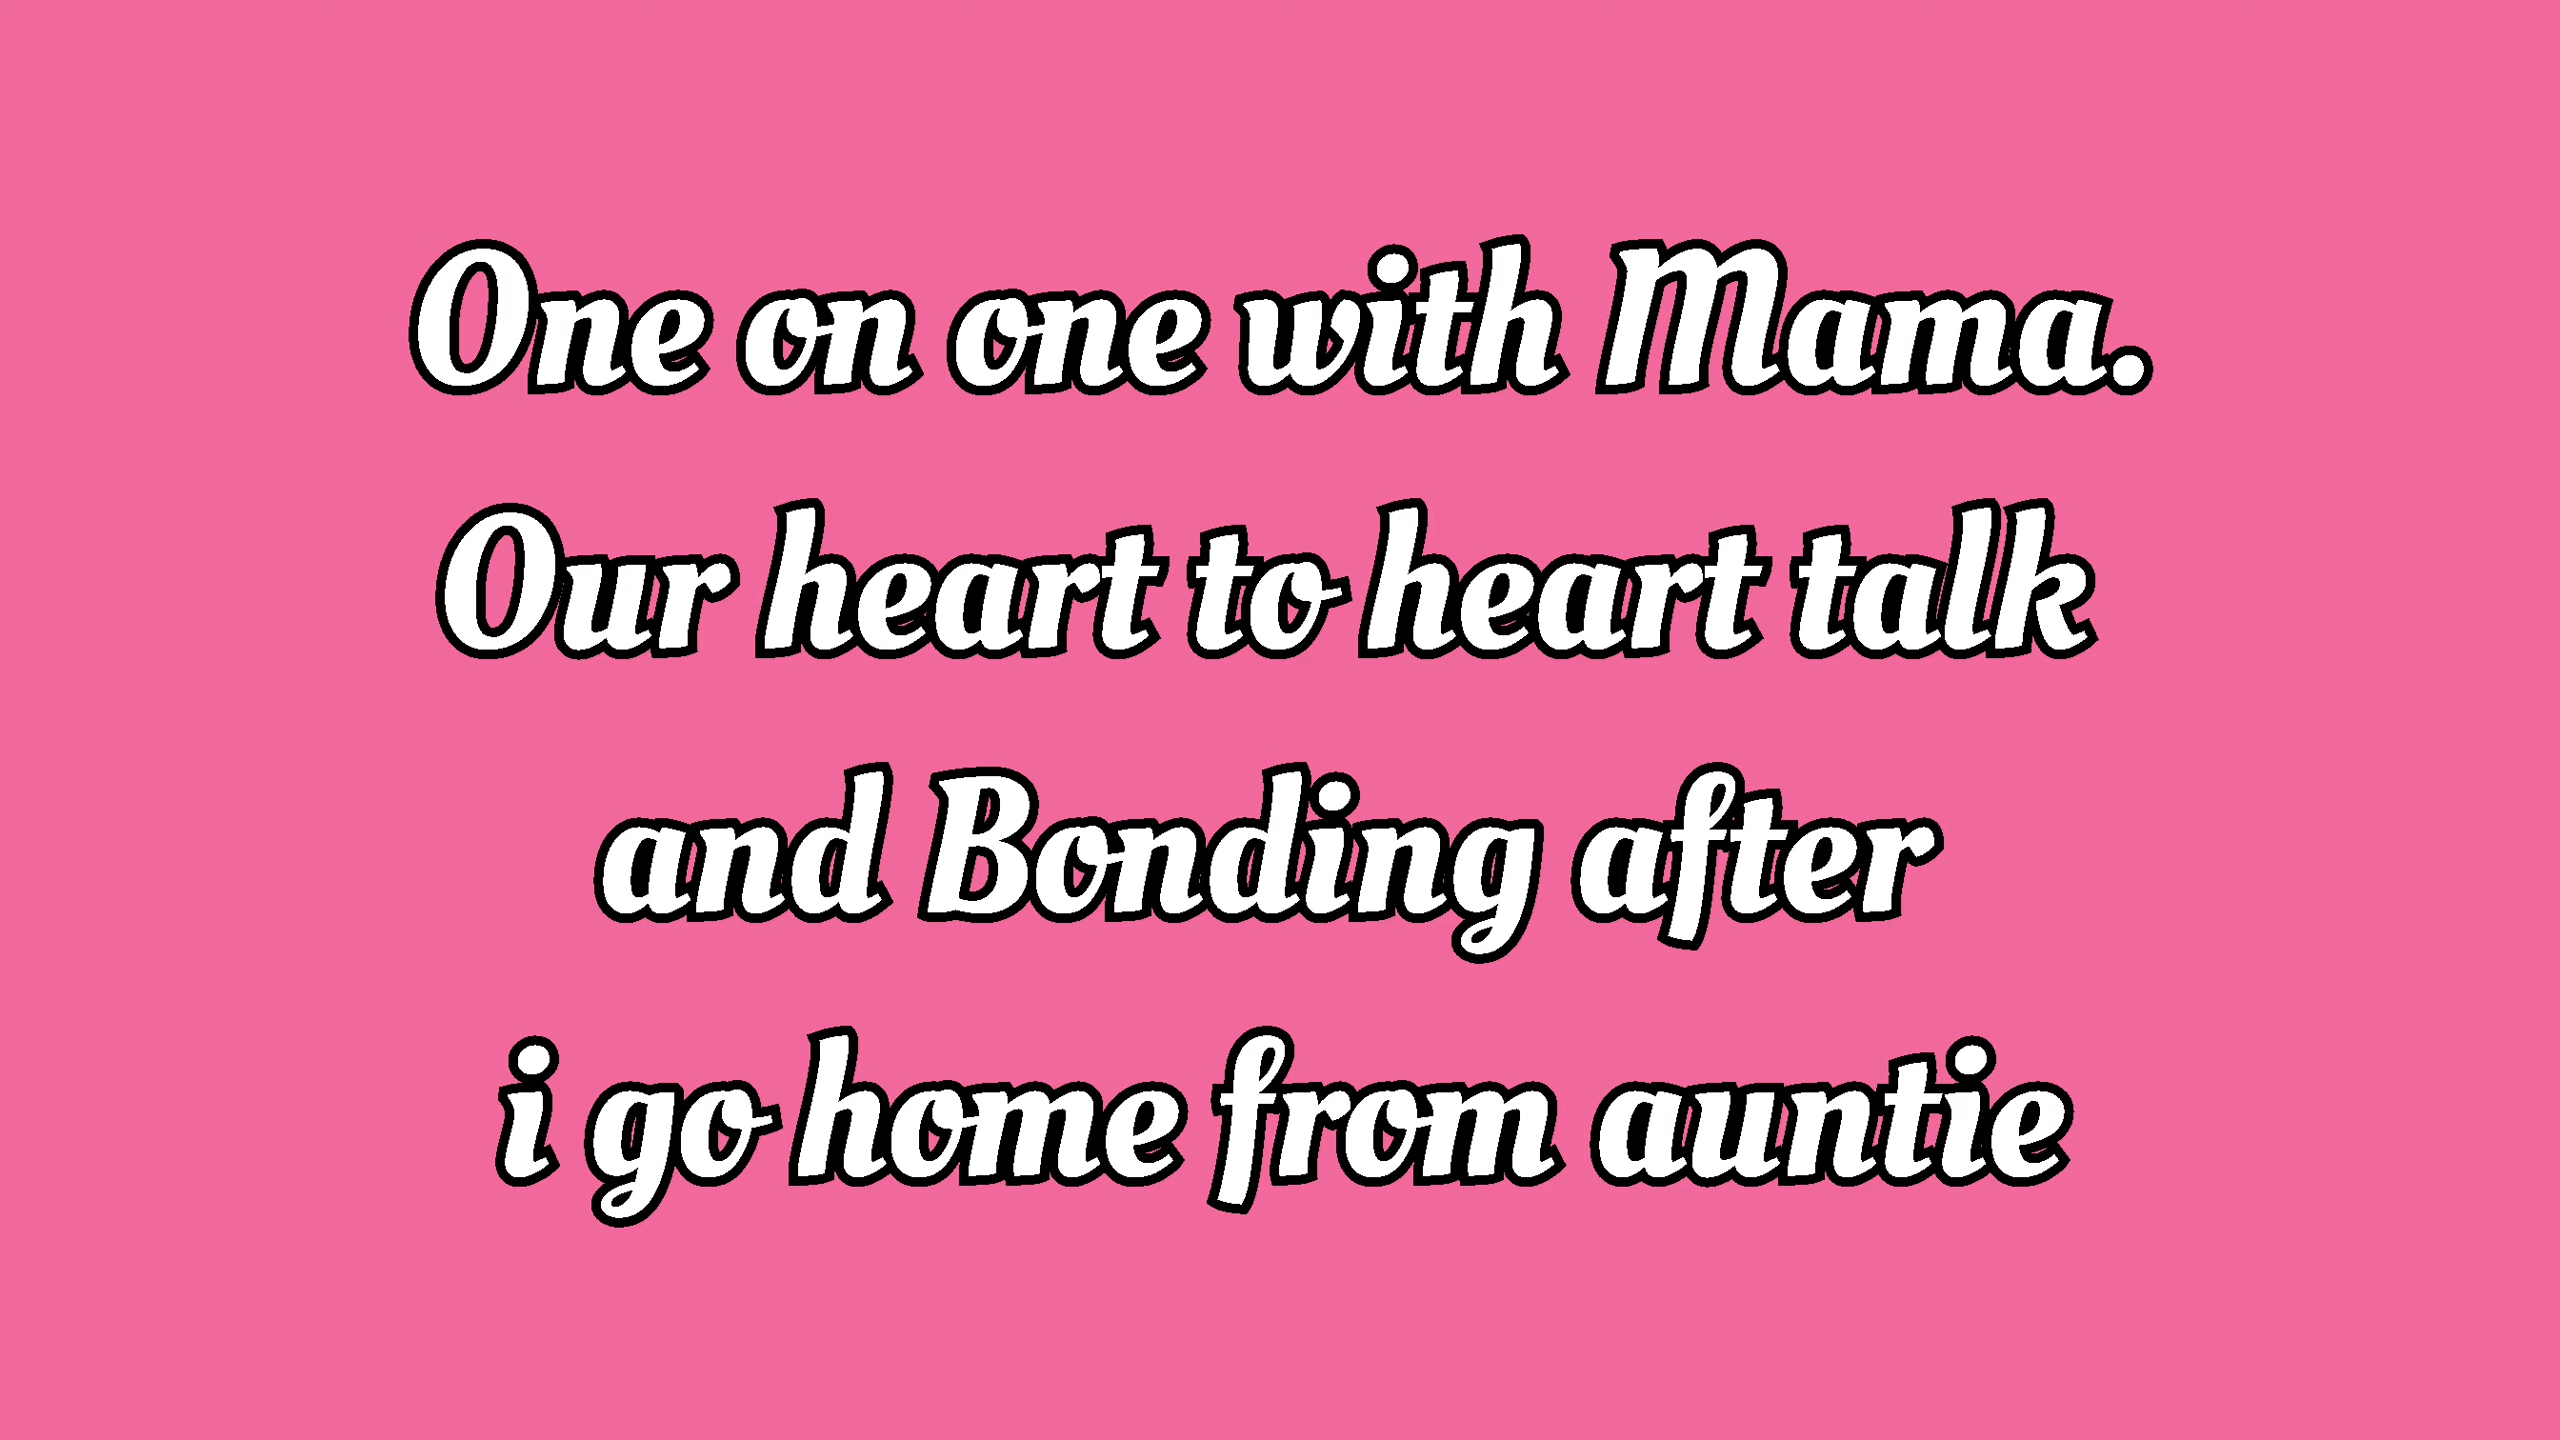 One on one with Mama.
Our heart to heart talk
and Bonding after
i go home from auntie